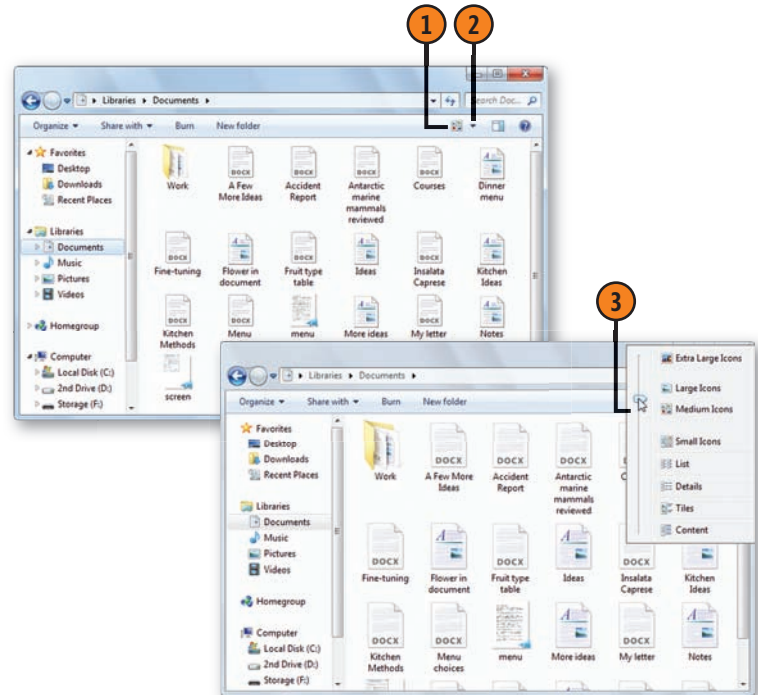 1 2
Libraries Documents Search Doc...
Organize Share with Burn New folder
Favorites
Desktop
Downloads
Recent Places
Libraries
Documents
Music
Pictures
Videos
Homegroup
Computer
Local Disk (C:)
2nd Drive (D:)
Storage (F:)
Work
A Few More Ideas
Accident Report
Antarctic marine mammals reviewed
Courses
Dinner menu
Fine-tuning
Flower in document
Fruit type table
Ideas
Insalata Caprese
Kitchen Ideas
Kitchen Methods
Menu
menu
More ideas
My letter
Notes
screen
3
Libraries Documents
Organize Share with Burn New folder
Favorites
Desktop
Downloads
Recent Places
Libraries
Documents
Music
Pictures
Videos
Homegroup
Computer
Local Disk (C:)
2nd Drive (D:)
Storage (F:)
Work
A Few More Ideas
Accident Report
Antarctic marine mammals reviewed
Fine-tuning
Flower in document
Fruit type table
Ideas
Insalata Caprese
Kitchen Ideas
Kitchen Methods
Menu choices
menu
More ideas
My letter
Notes
Extra Large Icons
Large Icons
Medium Icons
Small Icons
List
Details
Tiles
Content